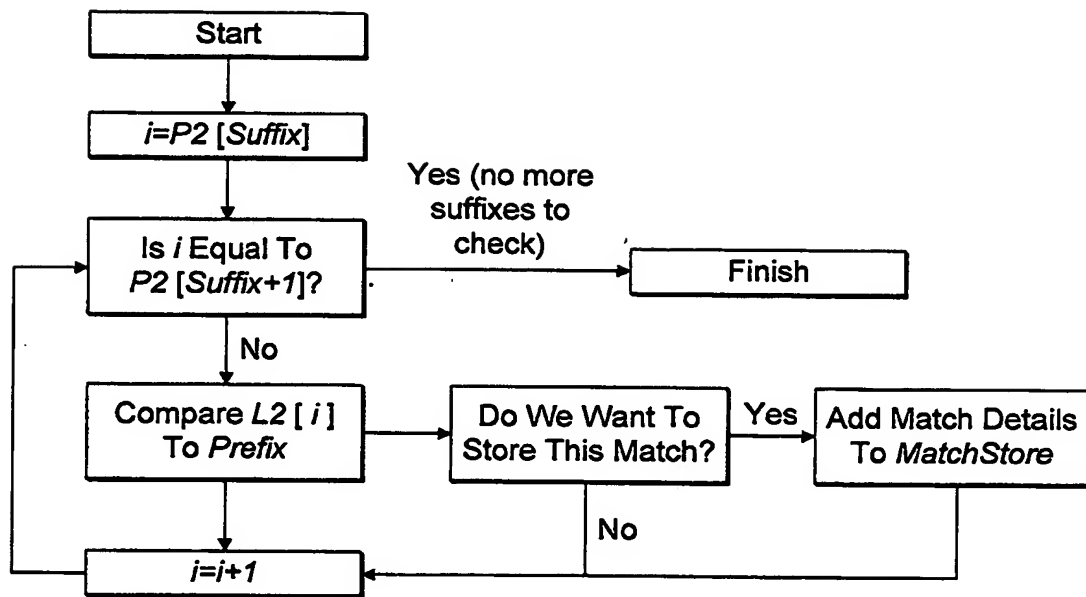 Start
i=P2 [Suffix]
Yes (no more
suffixes to
check)
Is i Equal To
P2 [Suffix+1]?
Finish
No
Compare L2 [ i ]
To Prefix
Do We Want To
Store This Match?
Yes
Add Match Details
To MatchStore
No
i=i+1